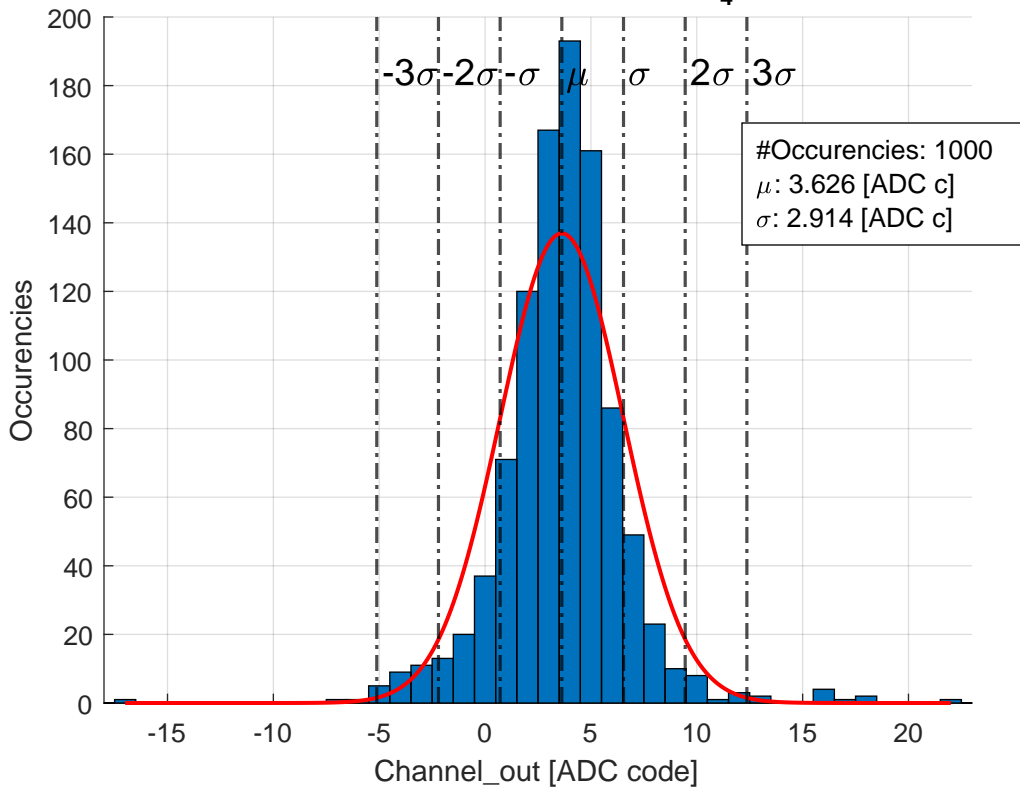 4
200
180
160
140
120
100
80
60
40
20
0
Occurencies
-3σ -2σ -σ μ σ 2σ 3σ
#Occurencies: 1000
μ: 3.626 [ADC c]
σ: 2.914 [ADC c]
-15 -10 -5 0 5 10 15 20
Channel_out [ADC code]